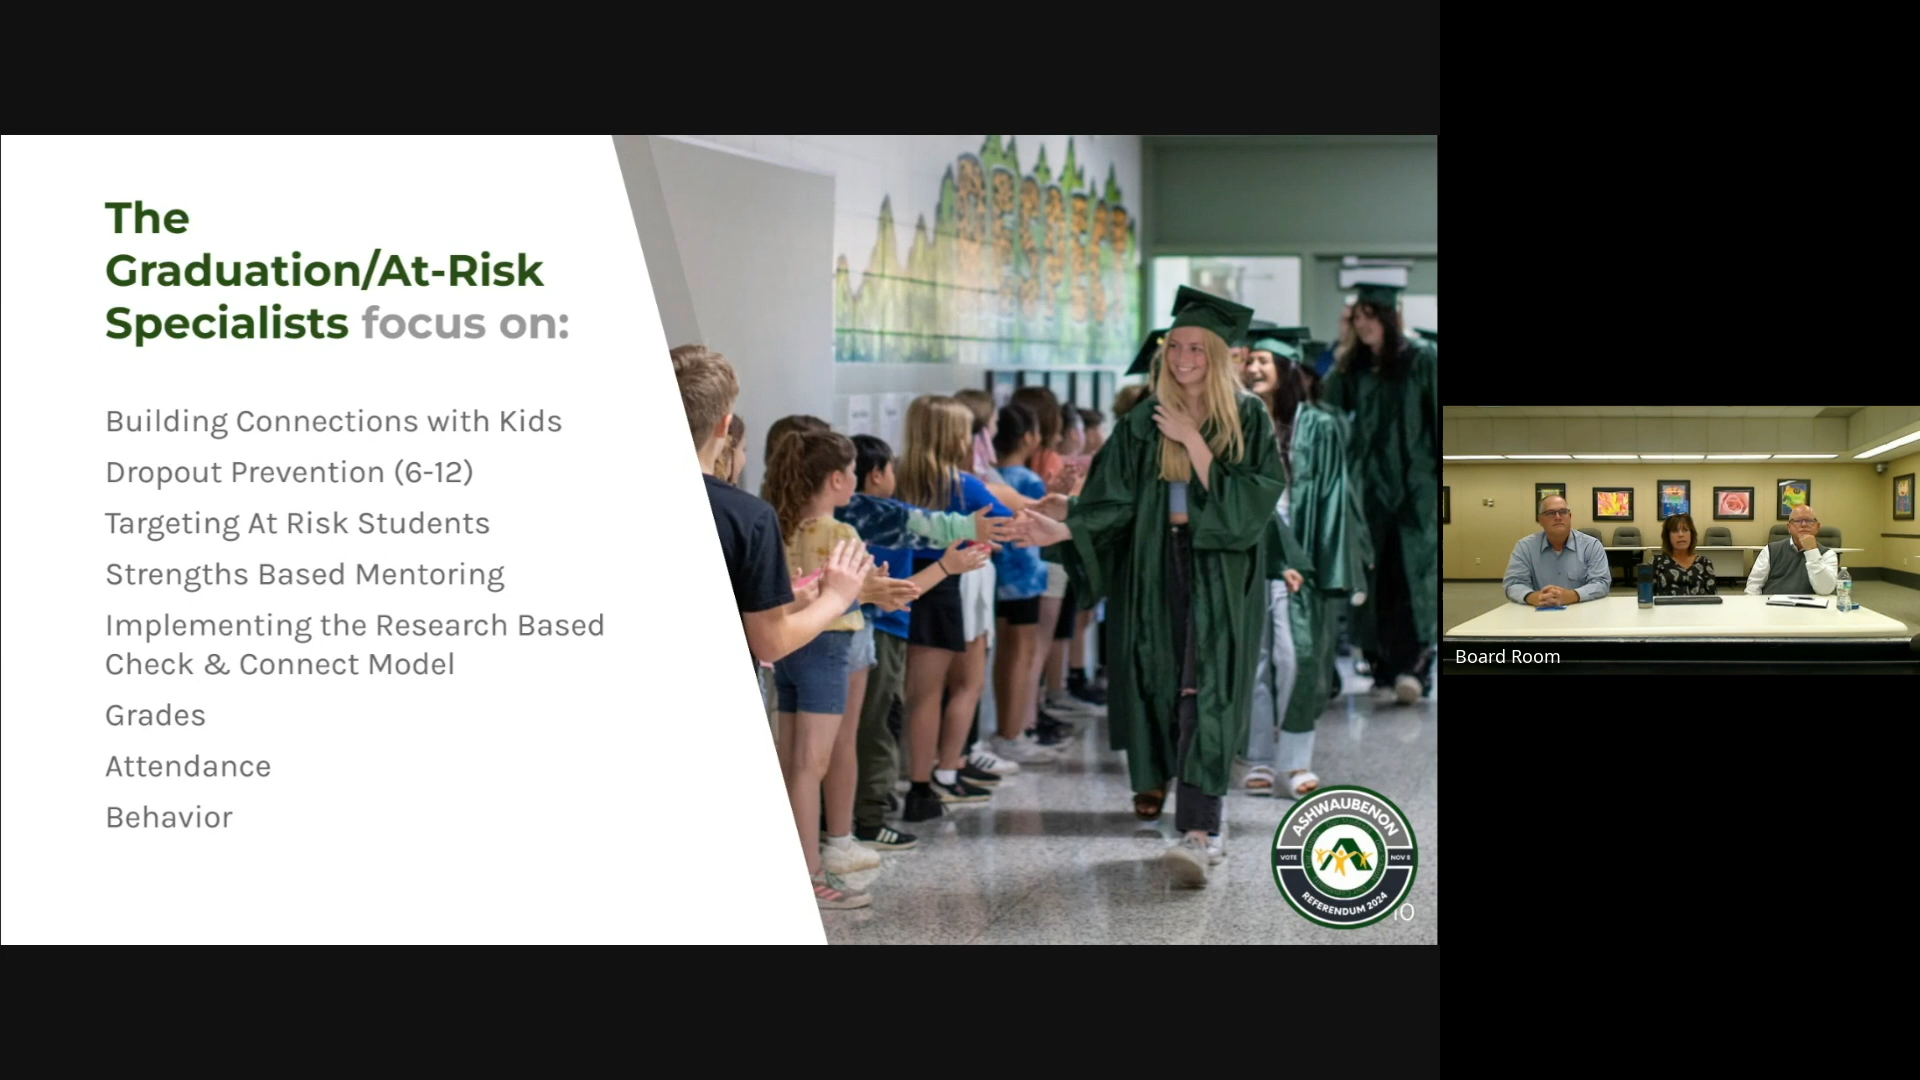 The
Graduation/At-Risk
Specialists focus on:
Building Connections with Kids
Dropout Prevention (6-12)
Targeting At Risk Students
Strengths Based Mentoring
Implementing the Research Based
Check & Connect Model
Grades
Attendance
Behavior
ASHWAUBENON
VOTE
NOV 5
REFERENDUM 2024
10
Board Room